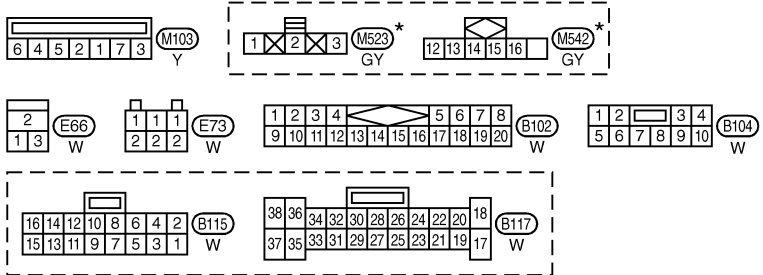 6 4 5 2 1 7 3 M103
Y
1 2 3 M523 *
GY
12 13 14 15 16 M542 *
GY
2
1 3
E66
W
1 1 1
2 2 2
E73
W
1 2 3 4 5 6 7 8
9 10 11 12 13 14 15 16 17 18 19 20
B102
W
1 2 3 4
5 6 7 8 9 10
B104
W
16 14 12 10 8 6 4 2
15 13 11 9 7 5 3 1
B115
W
38 36 34 32 30 28 26 24 22 20 18
37 35 33 31 29 27 25 23 21 19 17
B117
W